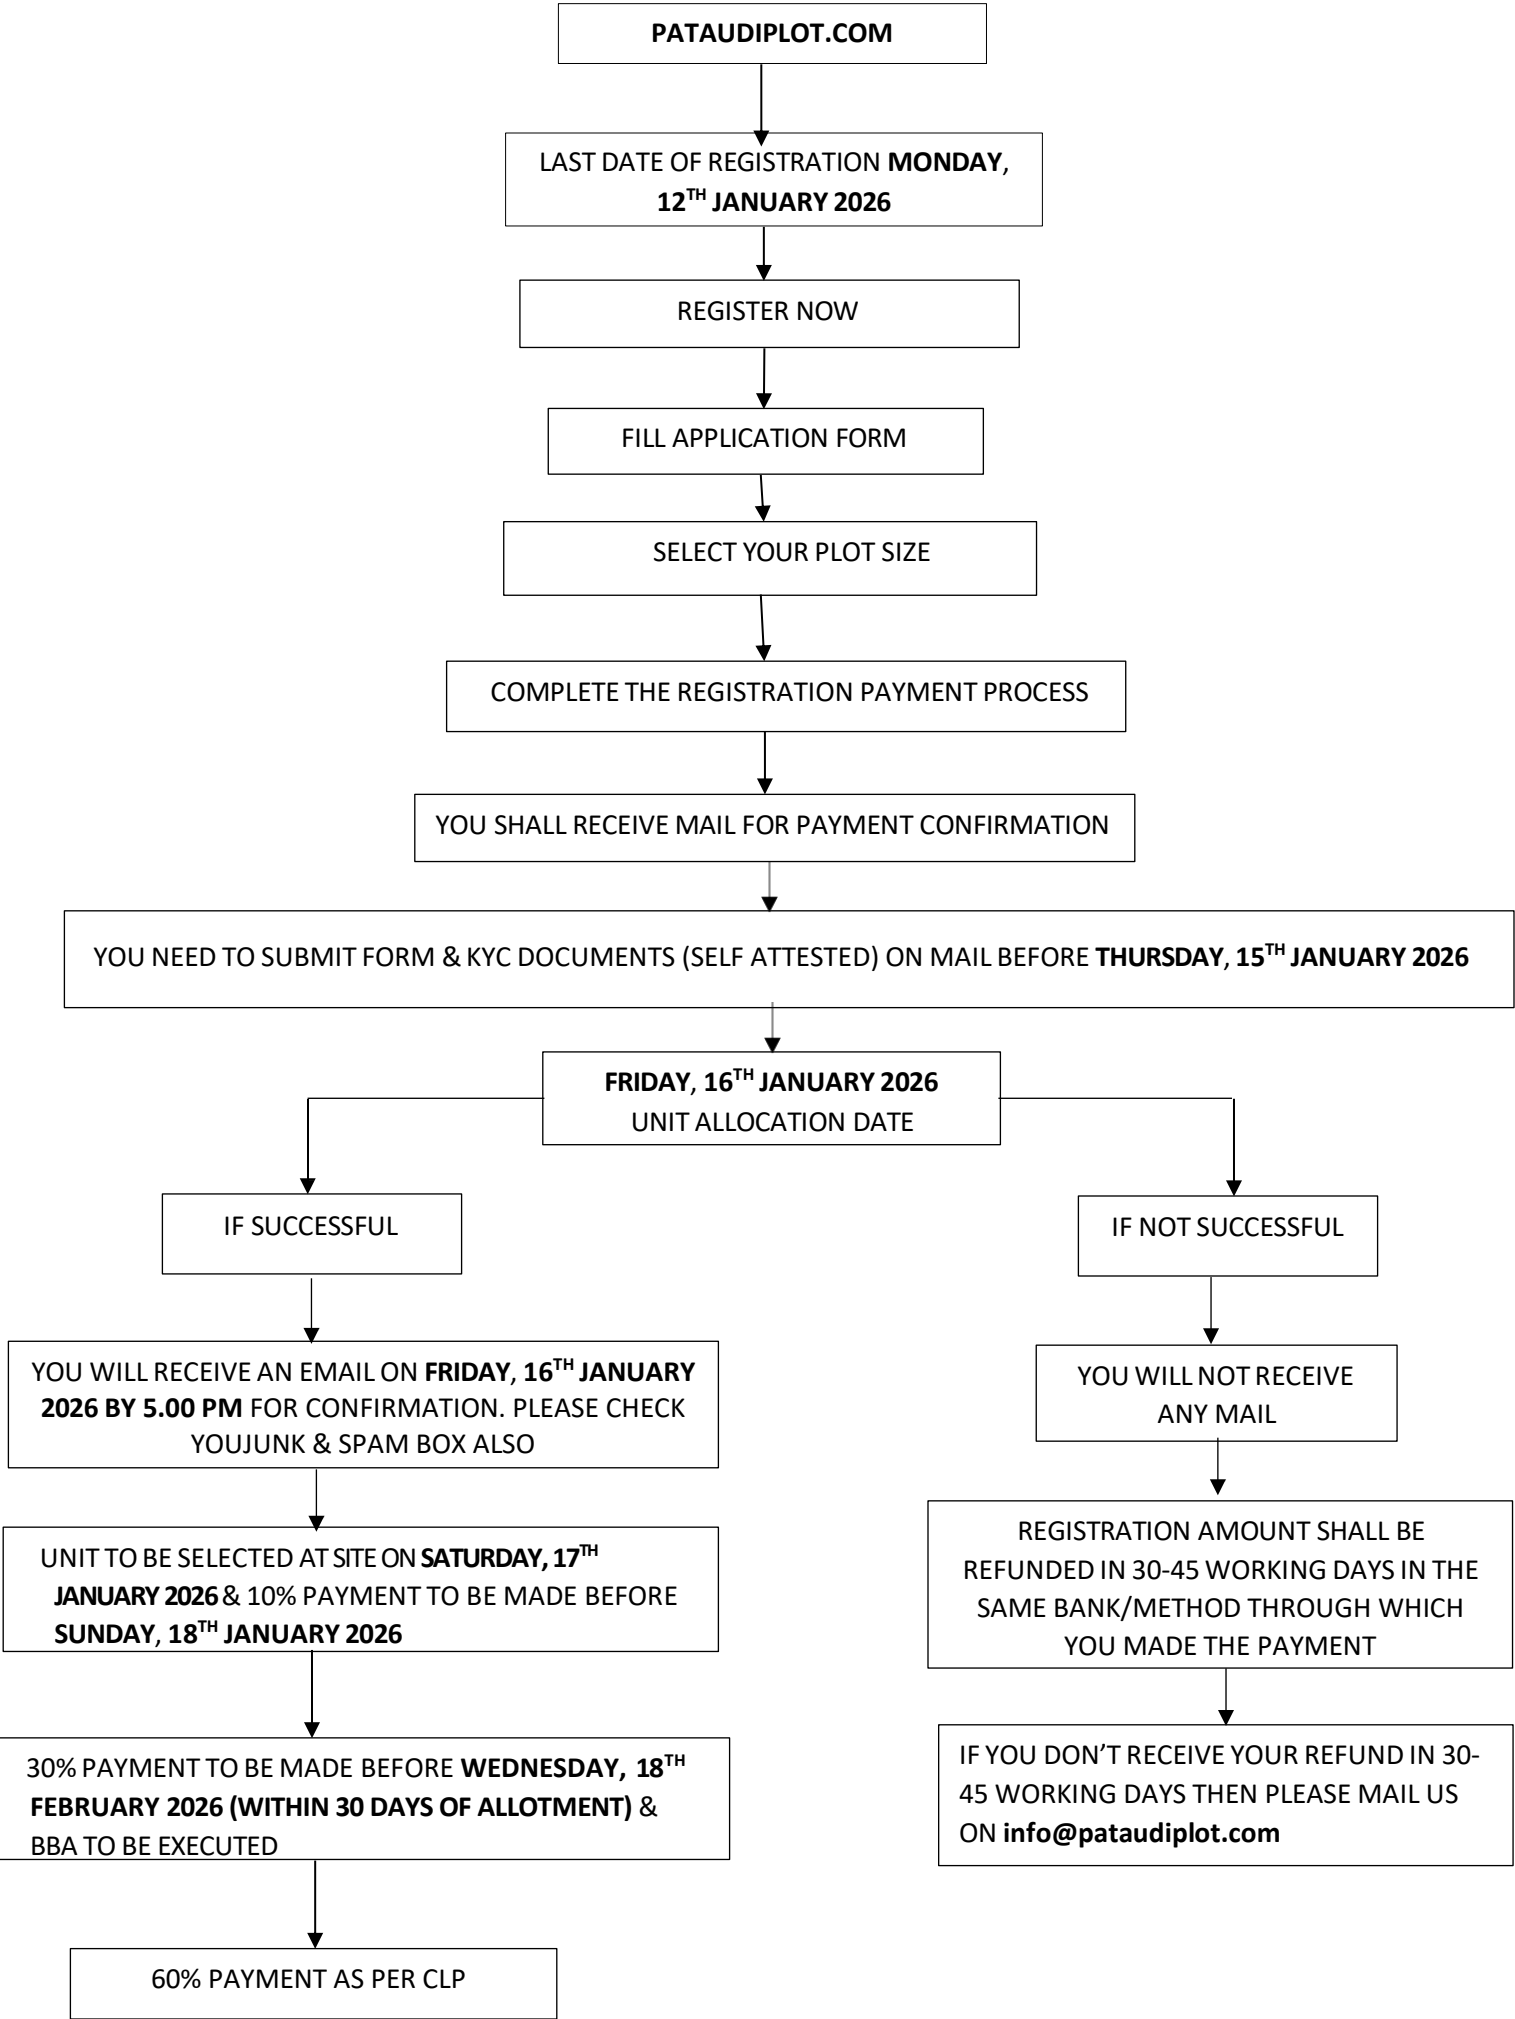 PATAUDIPLOT.COM
LAST DATE OF REGISTRATION MONDAY,
12TH JANUARY 2026
REGISTER NOW
FILL APPLICATION FORM
SELECT YOUR PLOT SIZE
COMPLETE THE REGISTRATION PAYMENT PROCESS
YOU SHALL RECEIVE MAIL FOR PAYMENT CONFIRMATION
YOU NEED TO SUBMIT FORM & KYC DOCUMENTS (SELF ATTESTED) ON MAIL BEFORE THURSDAY, 15TH JANUARY 2026
FRIDAY, 16TH JANUARY 2026
UNIT ALLOCATION DATE
IF SUCCESSFUL
YOU WILL RECEIVE AN EMAIL ON FRIDAY, 16TH JANUARY
2026 BY 5.00 PM FOR CONFIRMATION. PLEASE CHECK
YOUJUNK & SPAM BOX ALSO
UNIT TO BE SELECTED AT SITE ON SATURDAY, 17TH
JANUARY 2026 & 10% PAYMENT TO BE MADE BEFORE
SUNDAY, 18TH JANUARY 2026
30% PAYMENT TO BE MADE BEFORE WEDNESDAY, 18TH
FEBRUARY 2026 (WITHIN 30 DAYS OF ALLOTMENT) &
BBA TO BE EXECUTED
60% PAYMENT AS PER CLP
IF NOT SUCCESSFUL
YOU WILL NOT RECEIVE
ANY MAIL
REGISTRATION AMOUNT SHALL BE
REFUNDED IN 30-45 WORKING DAYS IN THE
SAME BANK/METHOD THROUGH WHICH
YOU MADE THE PAYMENT
IF YOU DON’T RECEIVE YOUR REFUND IN 30-
45 WORKING DAYS THEN PLEASE MAIL US
ON info@pataudiplot.com